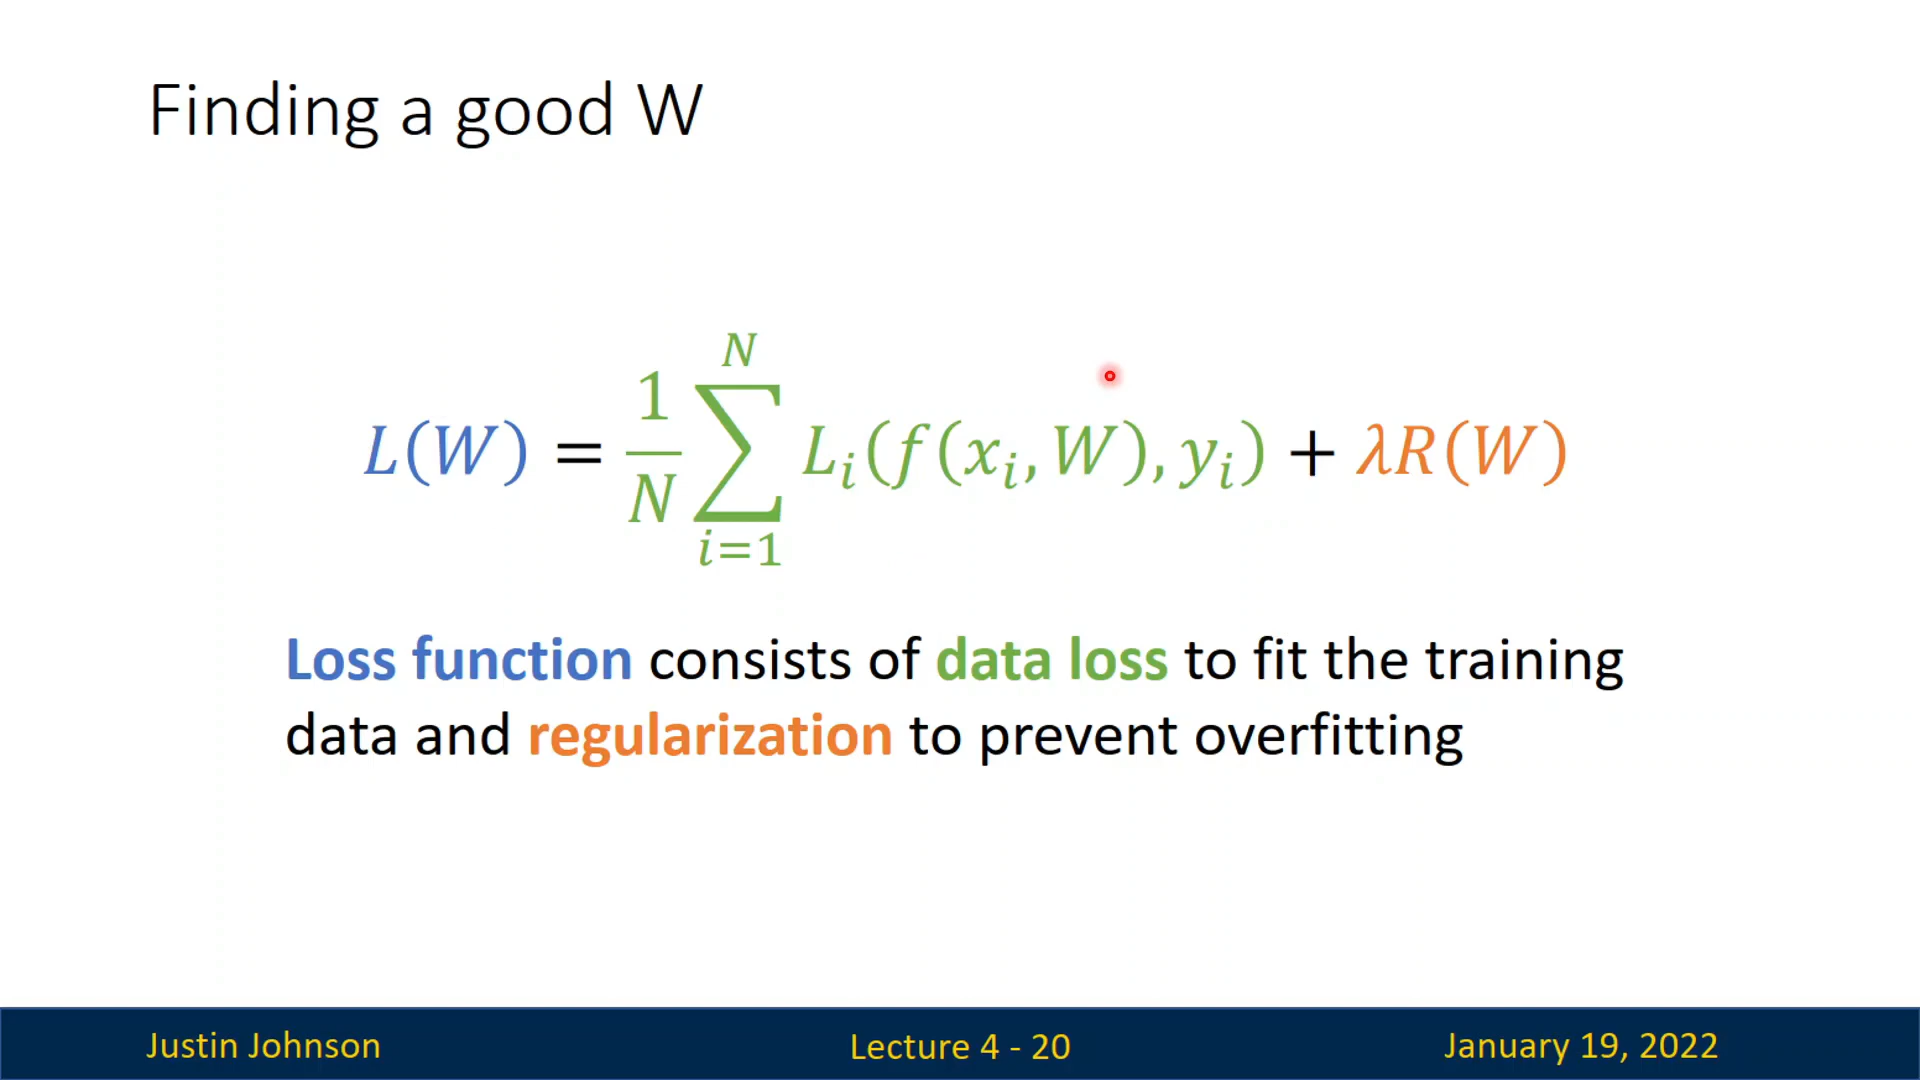 Finding a good W
L(W) = \frac{1}{N} \sum_{i=1}^{N} L_i(f(x_i, W), y_i) + λR(W)
Loss function consists of data loss to fit the training
data and regularization to prevent overfitting
Justin Johnson
Lecture 4 - 20
January 19, 2022